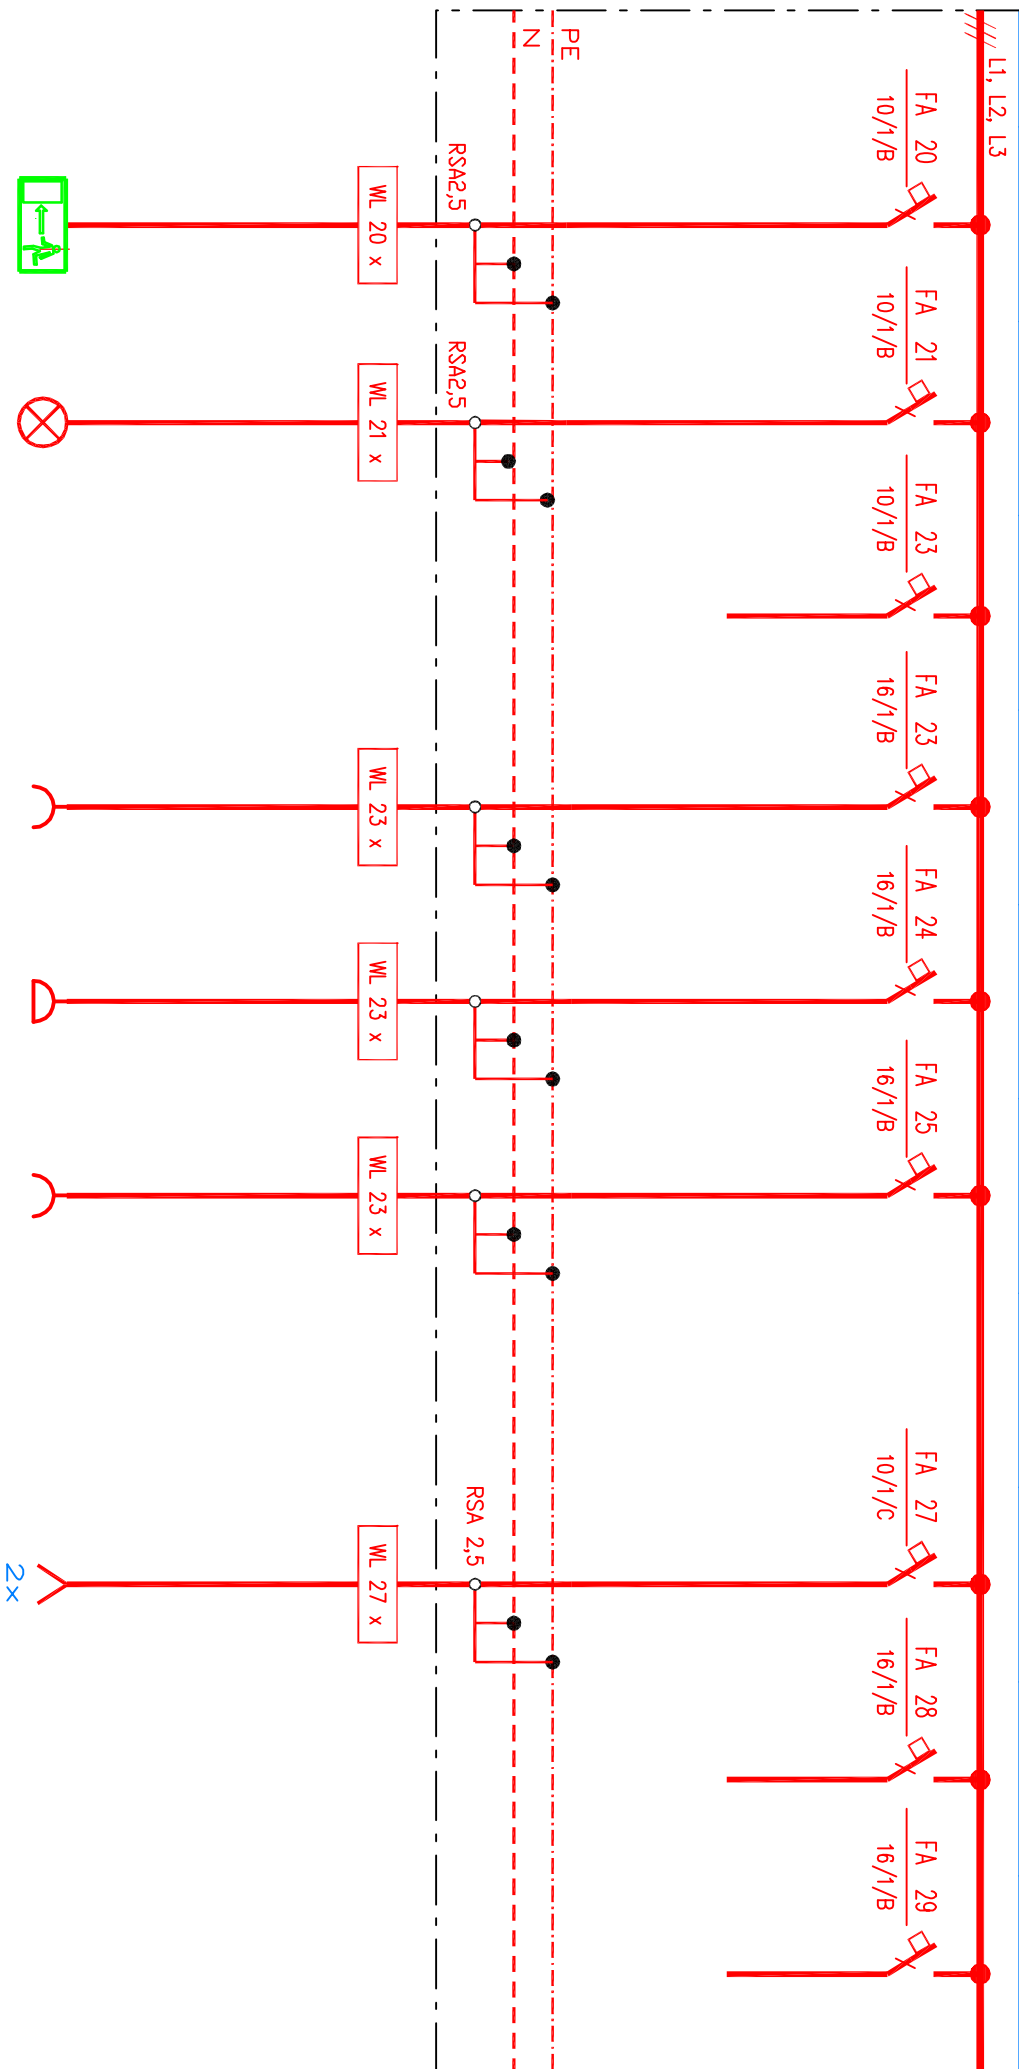 L1, L2, L3
FA 20
10/1/B
FA 21
10/1/B
FA 23
10/1/B
FA 23
16/1/B
FA 24
16/1/B
FA 25
16/1/B
FA 27
10/1/C
FA 28
16/1/B
FA 29
16/1/B
PE
N
RSA2,5
RSA2,5
RSA 2,5
WL 20 x
WL 21 x
WL 23 x
WL 23 x
WL 23 x
WL 27 x
2x